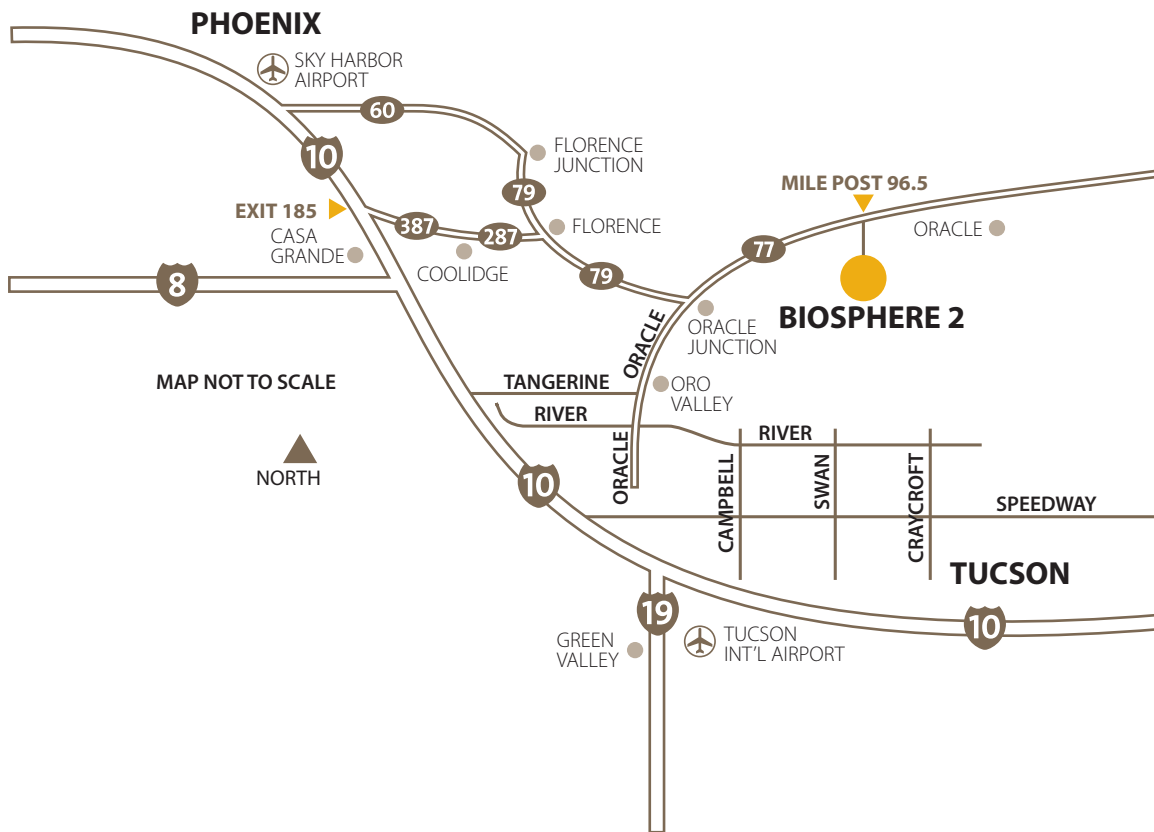 PHOENIX
SKY HARBOR
AIRPORT
60
10
FLORENCE
JUNCTION
79
MILE POST 96.5
EXIT 185
387
287
FLORENCE
ORACLE
CASA
GRANDE
COOLIDGE
77
79
8
BIOSPHERE 2
ORACLE
JUNCTION
ORACLE
MAP NOT TO SCALE
TANGERINE
ORO
VALLEY
RIVER
RIVER
NORTH
10
ORACLE
CAMPBELL
SWAN
CRAYCROFT
SPEEDWAY
TUCSON
19
10
GREEN
VALLEY
TUCSON
INT'L AIRPORT